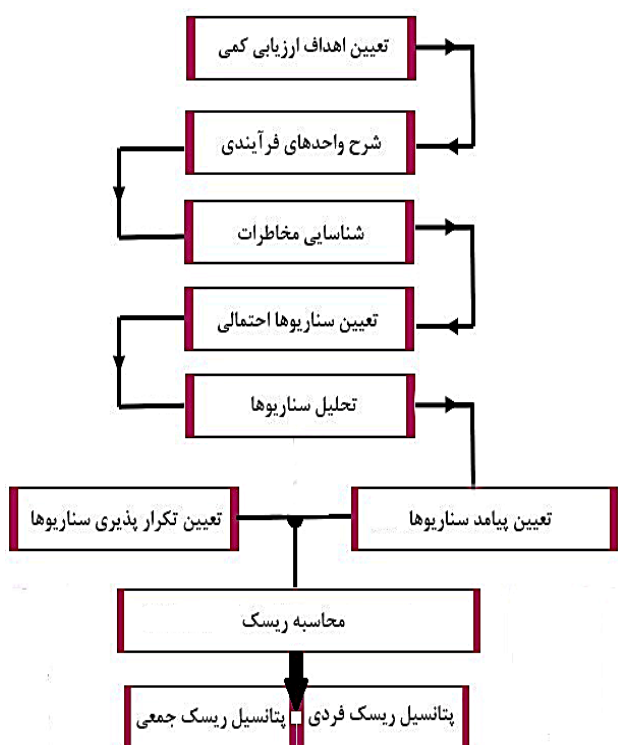 تعیین اهداف ارزیابی کمی
شرح واحدهای فرآیندی
شناسایی مخاطرات
تعیین سناریوها احتمالی
تحلیل سناریوها
تعیین پیامد سناریوها
تعیین تکرار پذیری سناریوها
محاسبه ریسک
پتانسیل ریسک فردی
پتانسیل ریسک جمعی